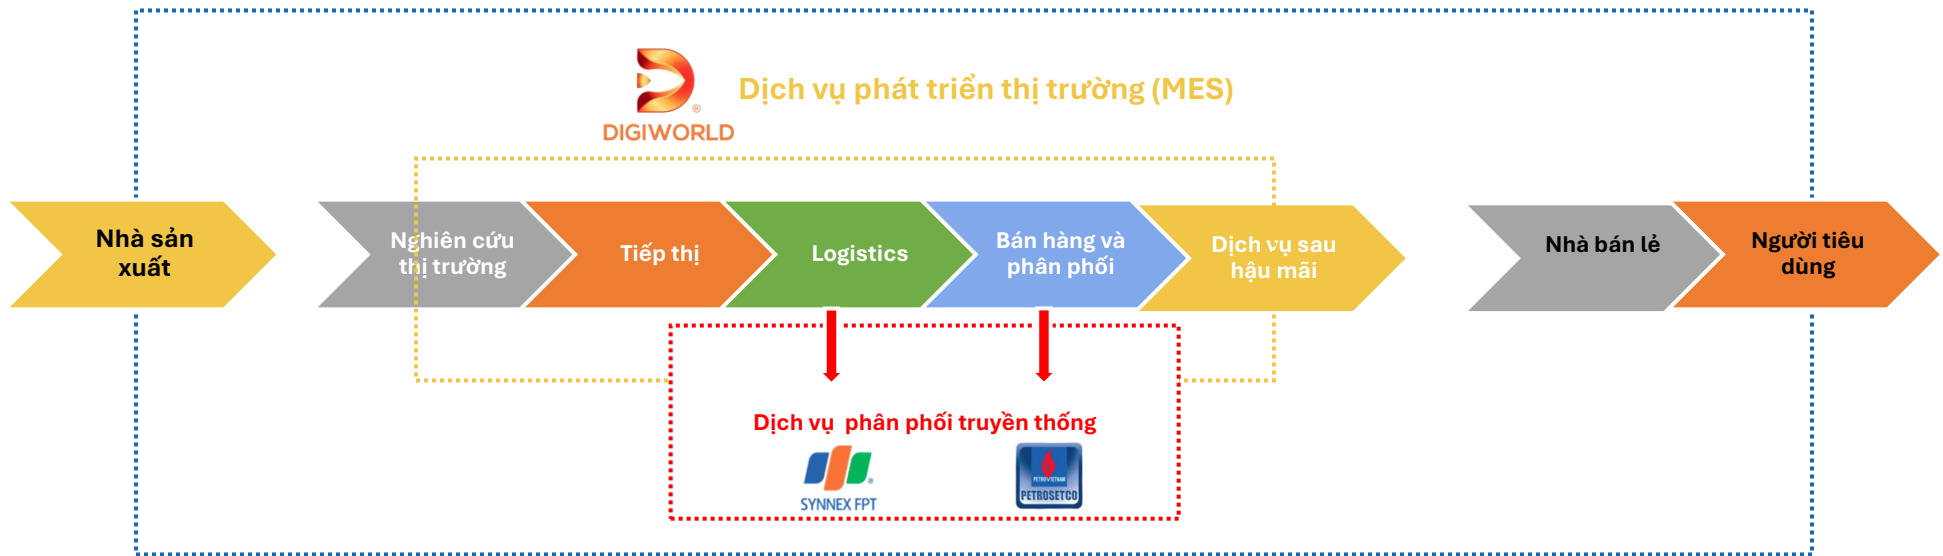 Dịch vụ phát triển thị trường (MES)
DIGIWORLD
Nhà sản
xuất
Nghiên cứu
thị trường
Tiếp thị
Logistics
Bán hàng và
phân phối
Dịch vụ sau
hậu mãi
Nhà bán lẻ
Người tiêu
dùng
Dịch vụ phân phối truyền thống
SYNNEX FPT
PETROVIETNAM
PETROSETCO